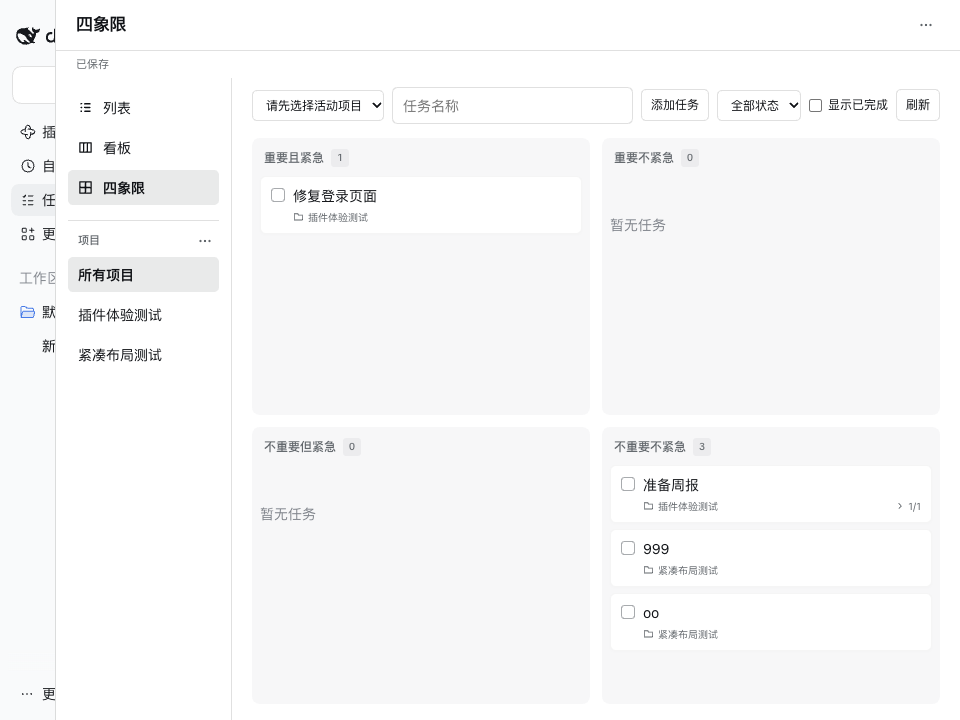 四象限
···
已保存
插
自
任
更
工作区
默
新
··· 更
列表
看板
四象限
项目 ···
所有项目
插件体验测试
紧凑布局测试
请先选择活动项目 任务名称 添加任务 全部状态 显示已完成 刷新
重要且紧急 1
修复登录页面
插件体验测试
重要不紧急 0
暂无任务
不重要但紧急 0
暂无任务
不重要不紧急 3
准备周报
插件体验测试 1/1
999
紧凑布局测试
oo
紧凑布局测试